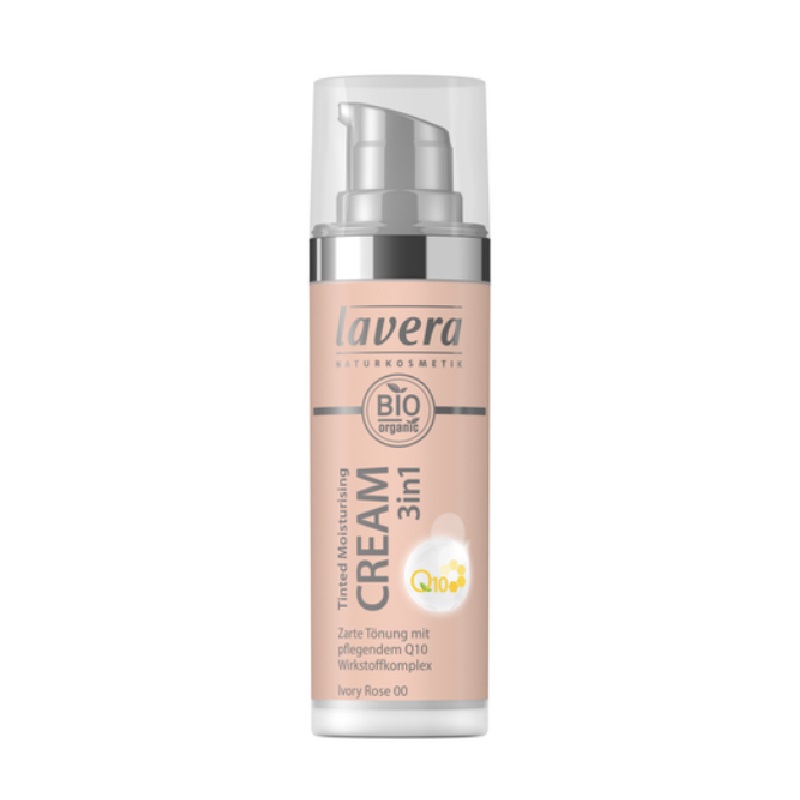 lavera
NATURKOSMETIK
BIO
organic
Tinted Moisturising
CREAM
3in1
Q10
Zarte Tönung mit
pflegendem Q10
Wirkstoffkomplex
Ivory Rose 00